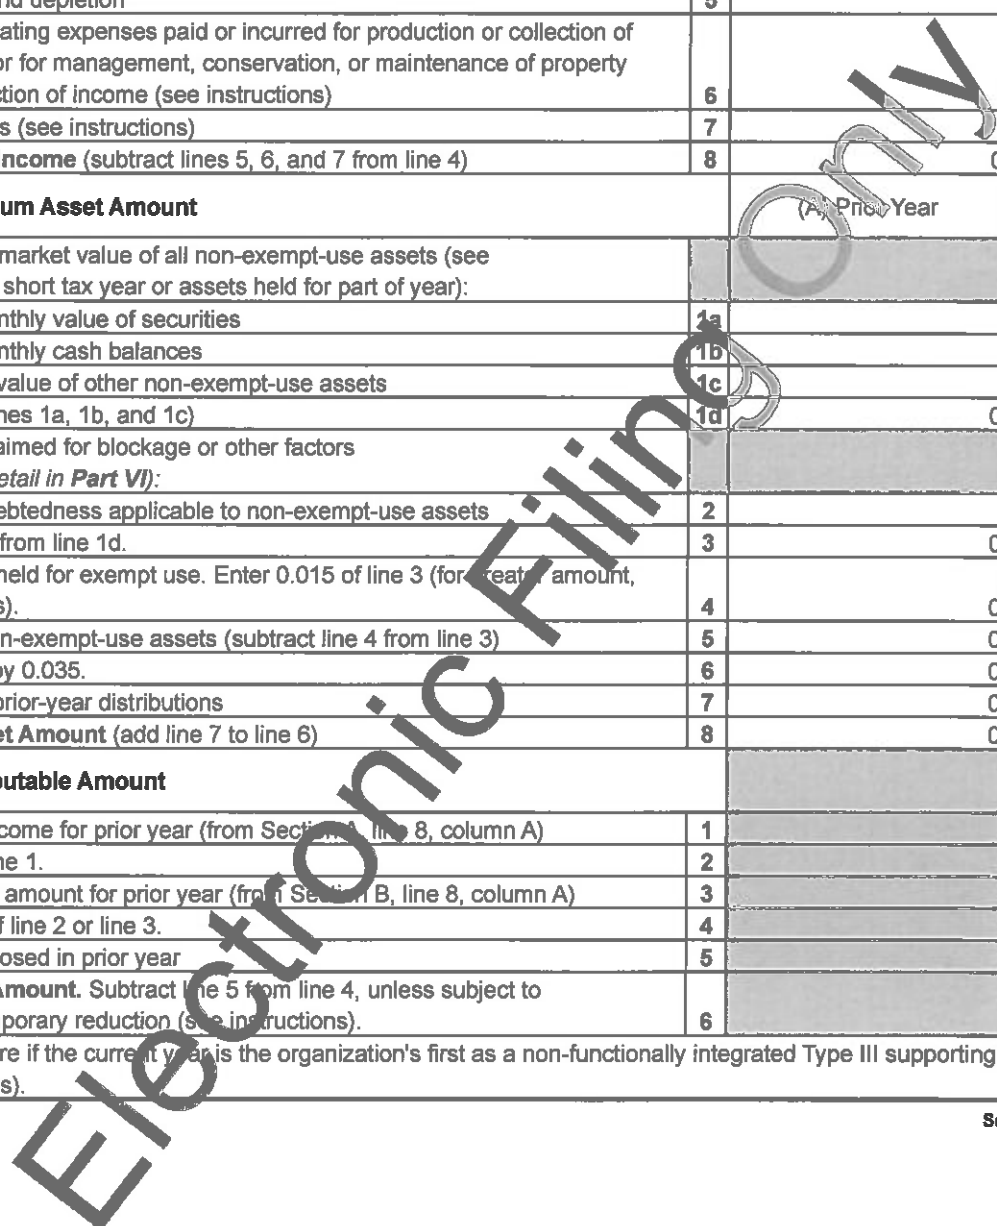 nd depletion 5
ating expenses paid or incurred for production or collection of
or for management, conservation, or maintenance of property
ction of income (see instructions) 6
s (see instructions) 7
ncome (subtract lines 5, 6, and 7 from line 4) 8 0
um Asset Amount (A) Prior Year
market value of all non-exempt-use assets (see
short tax year or assets held for part of year):
nthly value of securities 1a
nthly cash balances 1b
value of other non-exempt-use assets 1c
nes 1a, 1b, and 1c) 1d 0
aimed for blockage or other factors
etail in Part VI):
ebtedness applicable to non-exempt-use assets 2
from line 1d. 3 0
held for exempt use. Enter 0.015 of line 3 (for greater amount,
s). 4 0
n-exempt-use assets (subtract line 4 from line 3) 5 0
by 0.035. 6 0
prior-year distributions 7 0
et Amount (add line 7 to line 6) 8 0
butable Amount
come for prior year (from Section A, line 8, column A) 1
ne 1. 2
amount for prior year (from Section B, line 8, column A) 3
f line 2 or line 3. 4
osed in prior year 5
Amount. Subtract line 5 from line 4, unless subject to
porary reduction (see instructions). 6
re if the current year is the organization's first as a non-functionally integrated Type III supporting
s).
Electronic Filing Only